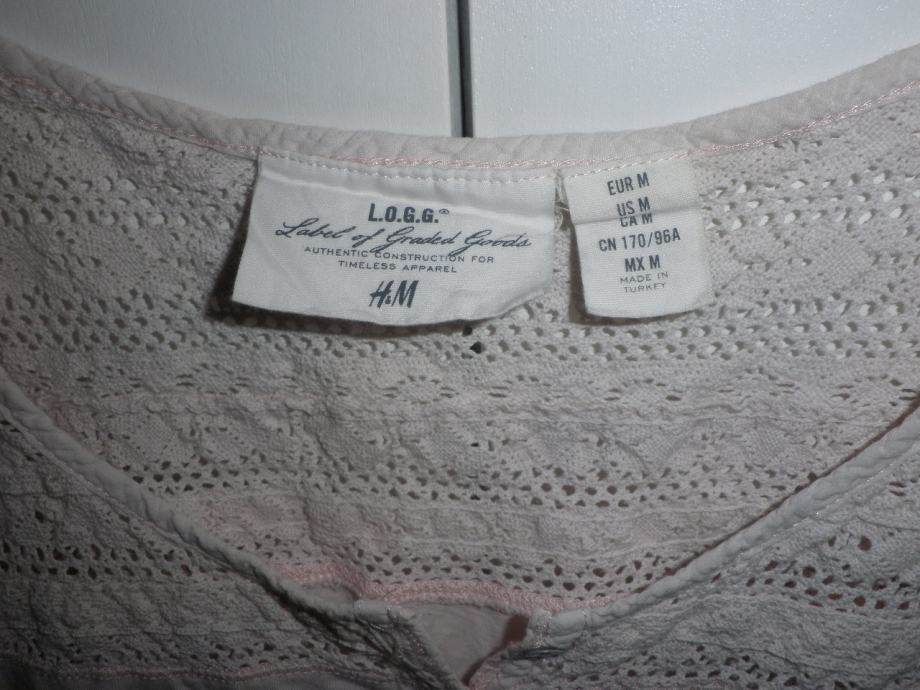 L.O.G.G.®
Label of Graded Goods
AUTHENTIC CONSTRUCTION FOR
TIMELESS APPAREL
H&M
EUR M
US M
CA M
CN 170/96A
MX M
MADE IN
TURKEY